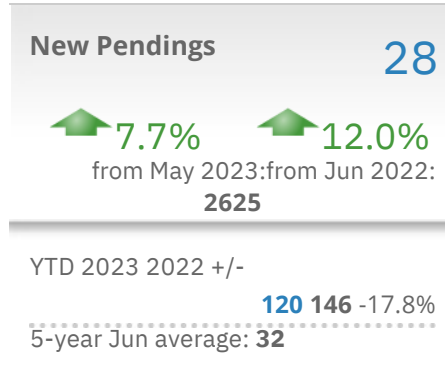 New Pendings
28
7.7% 12.0%
from May 2023:from Jun 2022:
2625
YTD 2023 2022 +/-
120 146 -17.8%
5-year Jun average: 32